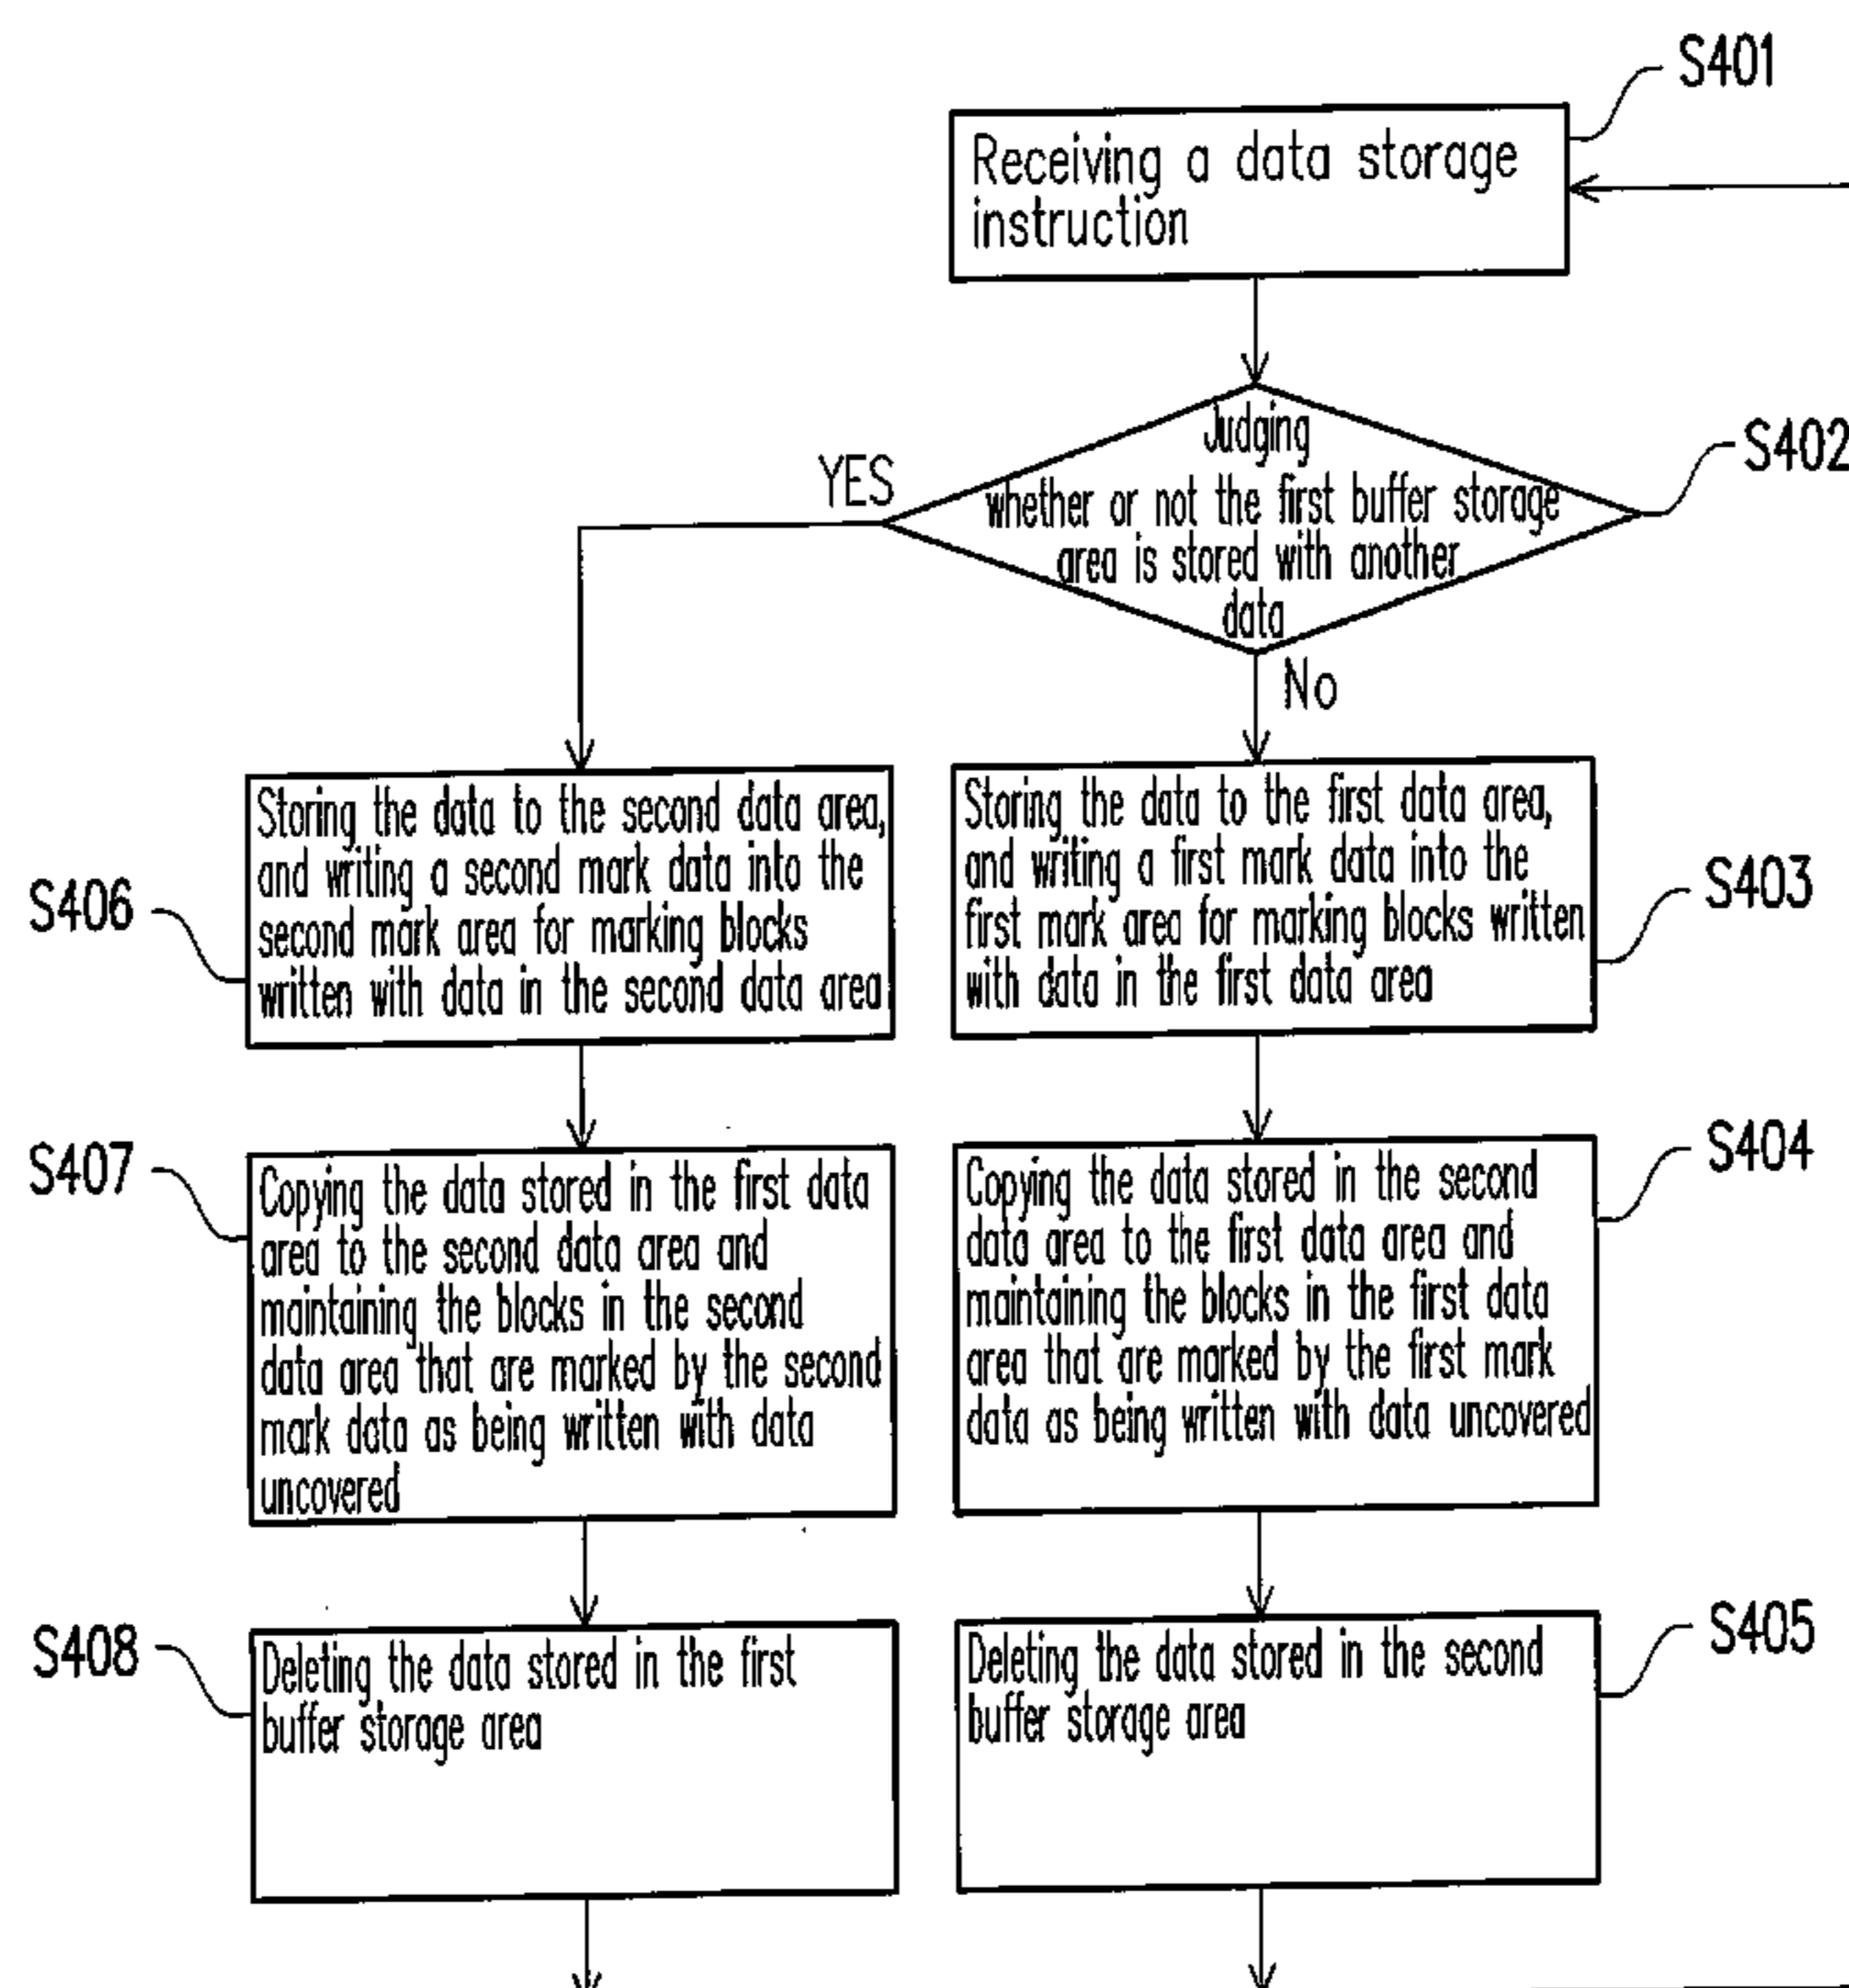 S401
Receiving a data storage
instruction
S402
Judging
whether or not the first buffer storage
area is stored with another
data
YES
No
S406
Storing the data to the second data area,
and writing a second mark data into the
second mark area for marking blocks
written with data in the second data area
S403
Storing the data to the first data area,
and writing a first mark data into the
first mark area for marking blocks written
with data in the first data area
S407
Copying the data stored in the first data
area to the second data area and
maintaining the blocks in the second
data area that are marked by the second
mark data as being written with data
uncovered
S404
Copying the data stored in the second
data area to the first data area and
maintaining the blocks in the first data
area that are marked by the first mark
data as being written with data uncovered
S408
Deleting the data stored in the first
buffer storage area
S405
Deleting the data stored in the second
buffer storage area